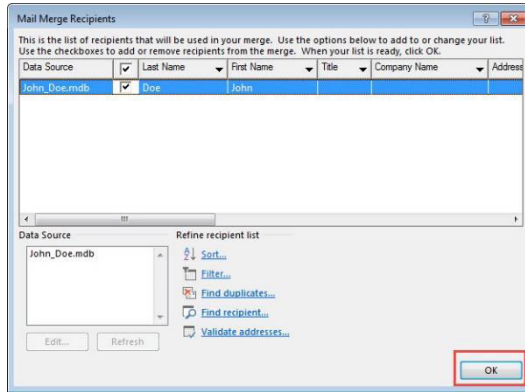 Mail Merge Recipients
This is the list of recipients that will be used in your merge. Use the options below to add to or change your list.
Use the checkboxes to add or remove recipients from the merge. When your list is ready, click OK.
Data Source Last Name First Name Title Company Name Address
John_Doe.mdb Doe John
Data Source Refine recipient list
John_Doe.mdb
Sort...
Filter...
Find duplicates...
Find recipient...
Validate addresses...
Edit... Refresh
OK